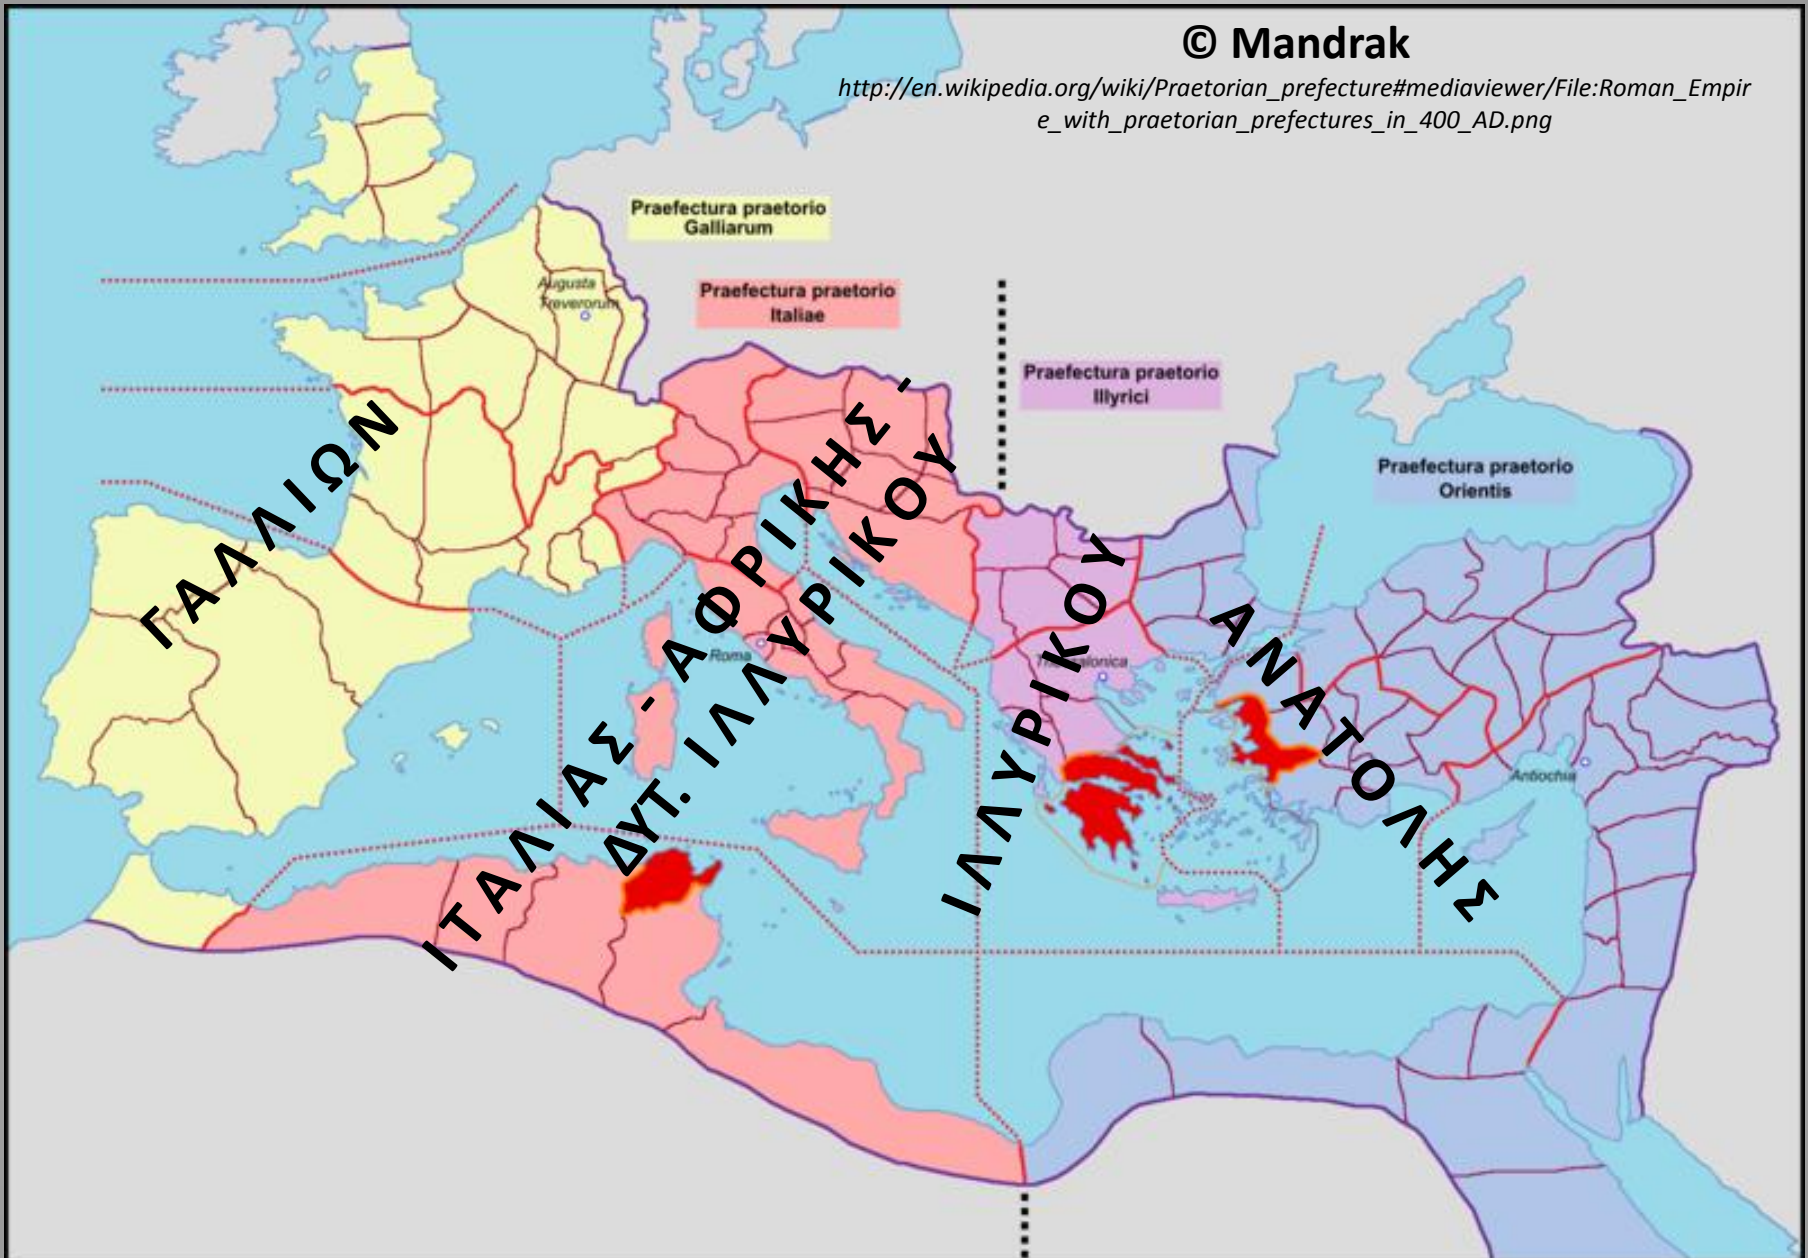 © Mandrak
http://en.wikipedia.org/wiki/Praetorian_prefecture#mediaviewer/File:Roman_Empir
e_with_praetorian_prefectures_in_400_AD.png
Praefectura praetorio
Galliarum
Augusta
Treverorum
Praefectura praetorio
Italiae
Praefectura praetorio
Illyrici
Praefectura praetorio
Orientis
ΓΑΛΛΙΩΝ
ΙΤΑΛΙΑΣ - ΑΦΡΙΚΗΣ -
ΔΥΤ. ΙΛΛΥΡΙΚΟΥ
Roma
ΙΛΛΥΡΙΚΟΥ
Thessalonica
ΑΝΑΤΟΛΗΣ
Antiochia